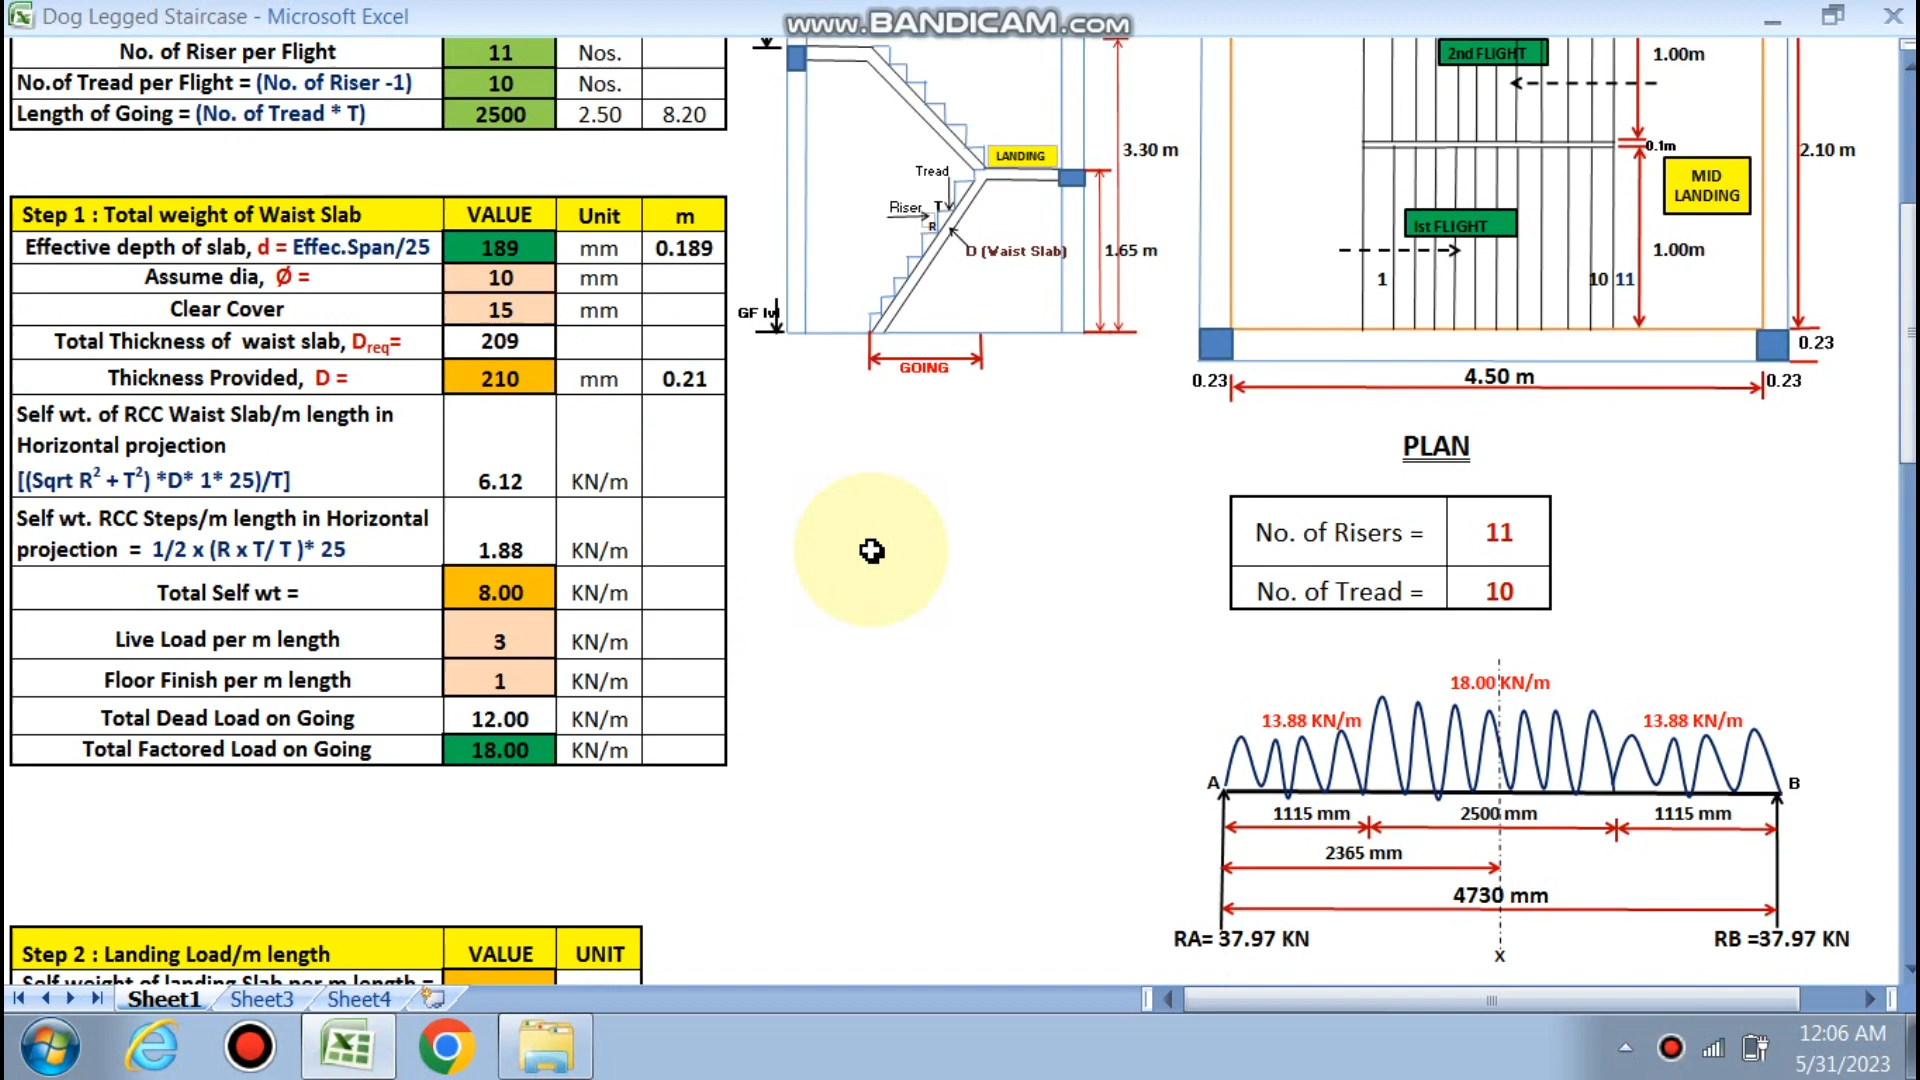 Dog Legged Staircase - Microsoft Excel
www.BANDICAM.com
No. of Riser per Flight 11 Nos.
No.of Tread per Flight = (No. of Riser -1) 10 Nos.
Length of Going = (No. of Tread * T) 2500 2.50 8.20
Step 1 : Total weight of Waist Slab VALUE Unit m
Effective depth of slab, d = Effec.Span/25 189 mm 0.189
Assume dia, Ø = 10 mm
Clear Cover 15 mm
Total Thickness of waist slab, Dreq= 209
Thickness Provided, D = 210 mm 0.21
Self wt. of RCC Waist Slab/m length in
Horizontal projection
[(Sqrt R² + T²) *D* 1* 25)/T] 6.12 KN/m
Self wt. RCC Steps/m length in Horizontal
projection = 1/2 x (R x T/ T )* 25 1.88 KN/m
Total Self wt = 8.00 KN/m
Live Load per m length 3 KN/m
Floor Finish per m length 1 KN/m
Total Dead Load on Going 12.00 KN/m
Total Factored Load on Going 18.00 KN/m
Step 2 : Landing Load/m length VALUE UNIT
Self weight of landing Slab per m length =
LANDING
Tread
Riser
T
R
D (Waist Slab)
3.30 m
1.65 m
GF lvl
GOING
2nd FLIGHT
1.00m
0.1m
2.10 m
MID
LANDING
Ist FLIGHT
1.00m
1
10
11
0.23
0.23
4.50 m
0.23
PLAN
No. of Risers = 11
No. of Tread = 10
18.00 KN/m
13.88 KN/m
13.88 KN/m
A
B
1115 mm
2500 mm
1115 mm
2365 mm
4730 mm
RA= 37.97 KN
RB =37.97 KN
X
Sheet1
Sheet3
Sheet4
12:06 AM
5/31/2023